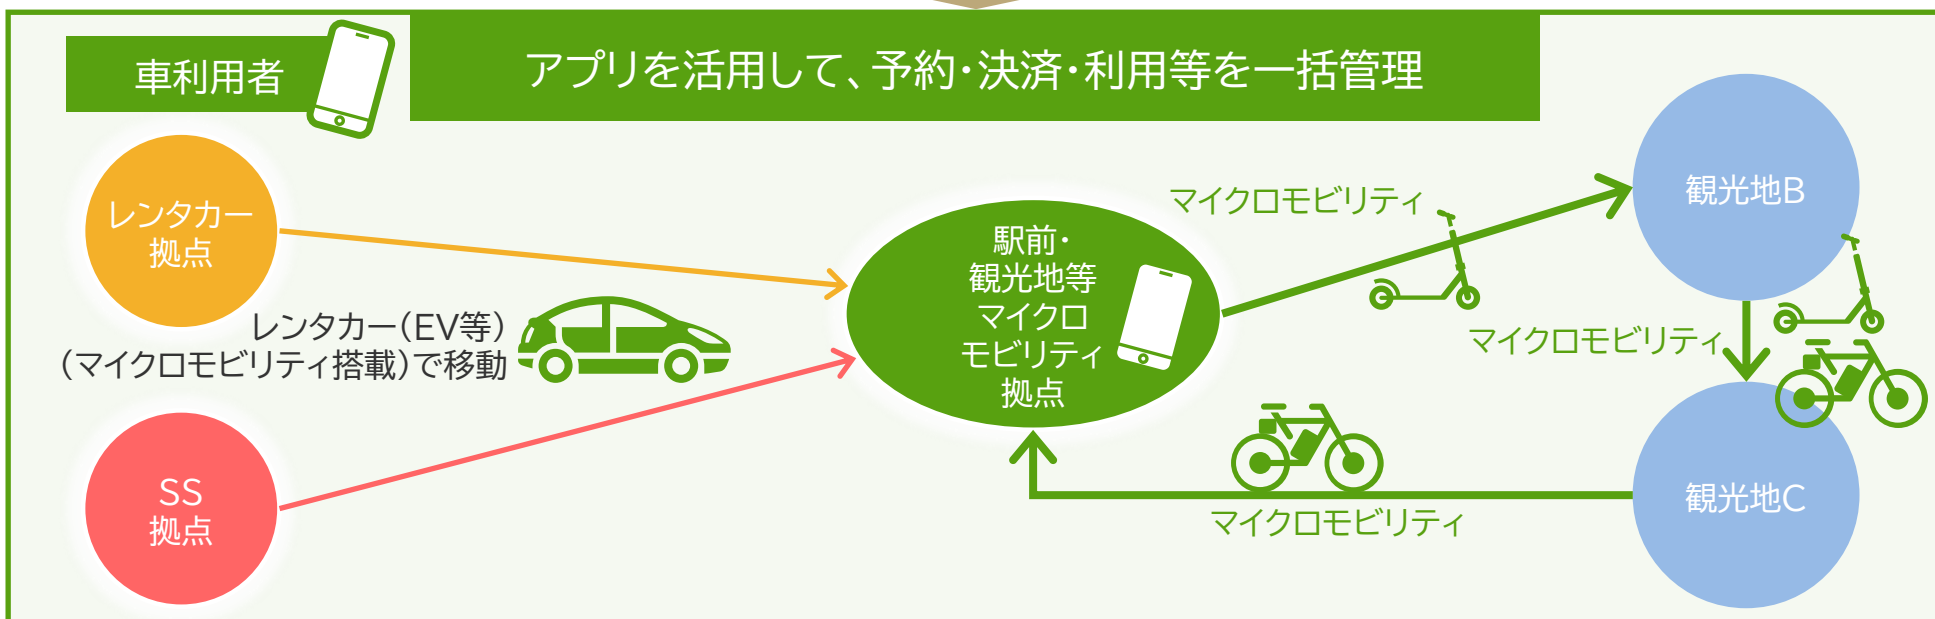 車利用者
アプリを活用して、予約・決済・利用等を一括管理
レンタカー
拠点
レンタカー(EV等)
(マイクロモビリティ搭載)で移動
SS
拠点
駅前・
観光地等
マイクロ
モビリティ
拠点
マイクロモビリティ
観光地B
マイクロモビリティ
観光地C
マイクロモビリティ